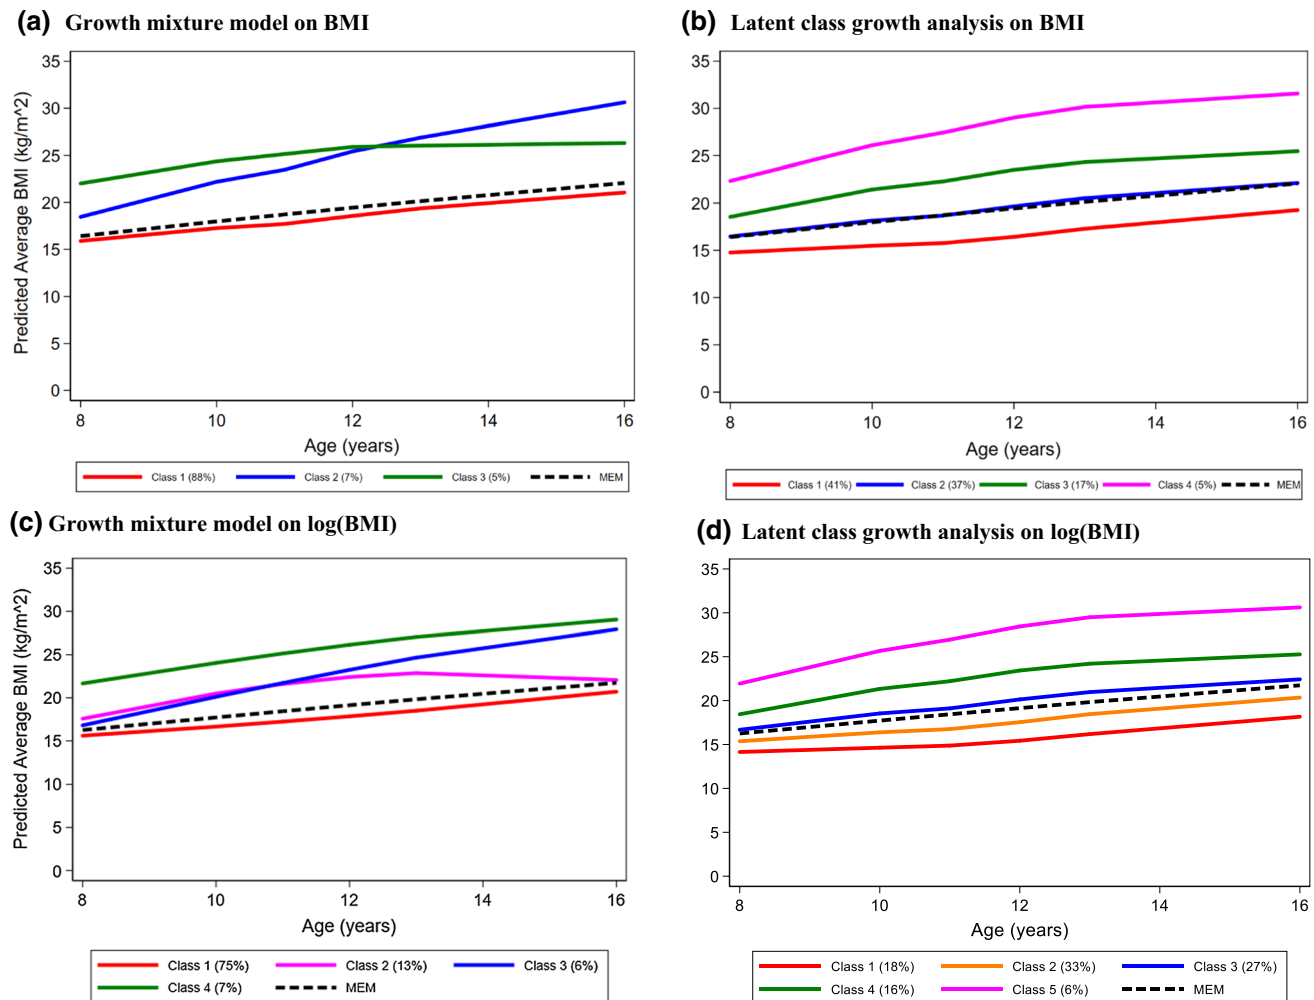 (a) Growth mixture model on BMI
Predicted Average BMI (kg/m^2)
35
30
25
20
15
10
5
0
8 10 12 14 16
Age (years)
Class 1 (88%) Class 2 (7%) Class 3 (5%) MEM
(b) Latent class growth analysis on BMI
35
30
25
20
15
10
5
0
8 10 12 14 16
Age (years)
Class 1 (41%) Class 2 (37%) Class 3 (17%) Class 4 (5%) MEM
(c) Growth mixture model on log(BMI)
Predicted Average BMI (kg/m^2)
35
30
25
20
15
10
5
0
8 10 12 14 16
Age (years)
Class 1 (75%) Class 2 (13%) Class 3 (6%)
Class 4 (7%) MEM
(d) Latent class growth analysis on log(BMI)
35
30
25
20
15
10
5
0
8 10 12 14 16
Age (years)
Class 1 (18%) Class 2 (33%) Class 3 (27%)
Class 4 (16%) Class 5 (6%) MEM